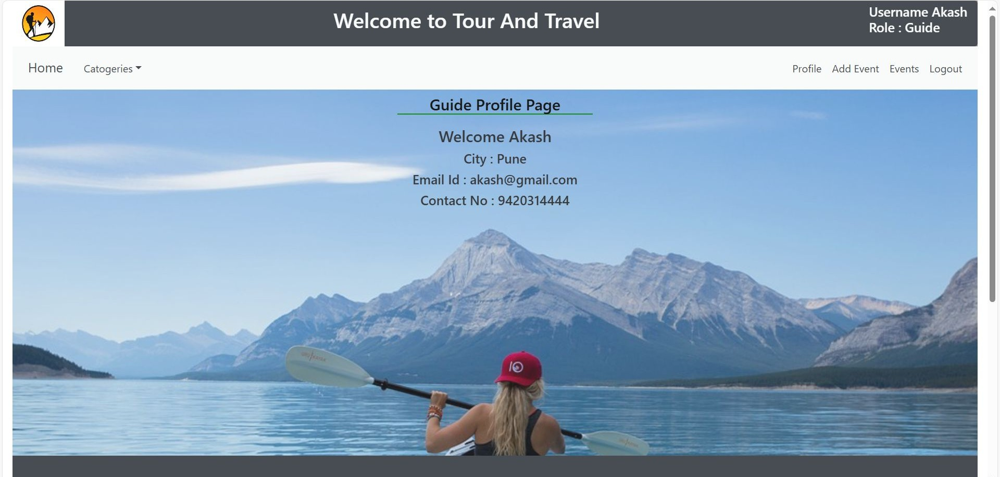 Welcome to Tour And Travel
Username Akash
Role : Guide
Home
Catogeries
Profile
Add Event
Events
Logout
Guide Profile Page
Welcome Akash
City : Pune
Email Id : akash@gmail.com
Contact No : 9420314444